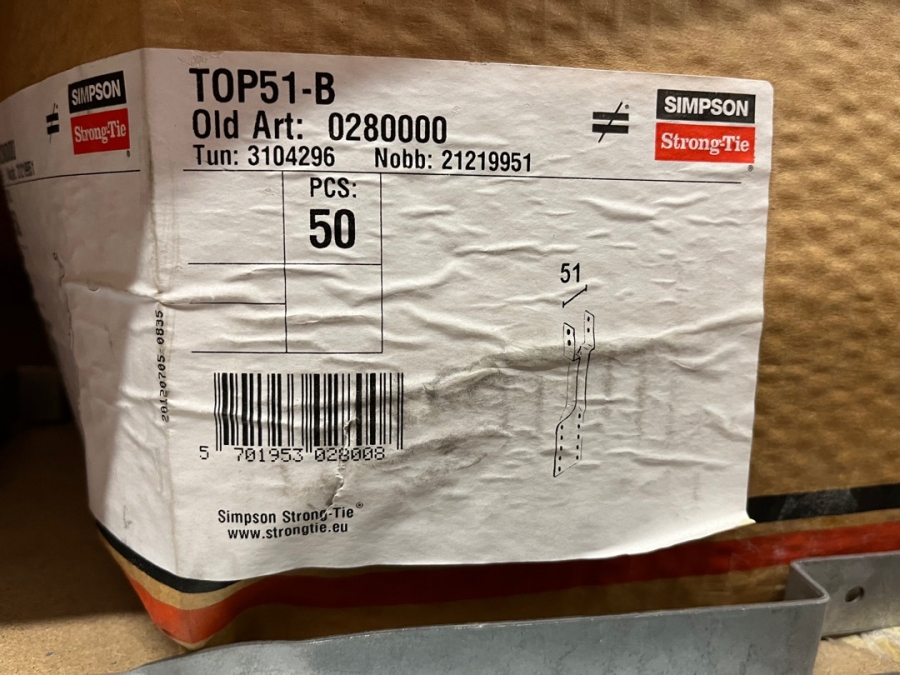 TOP51-B
Old Art: 0280000
Tun: 3104296 Nobb: 21219951
SIMPSON
Strong-Tie
SIMPSON
Strong-Tie
PCS:
50
51
20120705-0835
5 701953 028008
Simpson Strong-Tie®
www.strongtie.eu